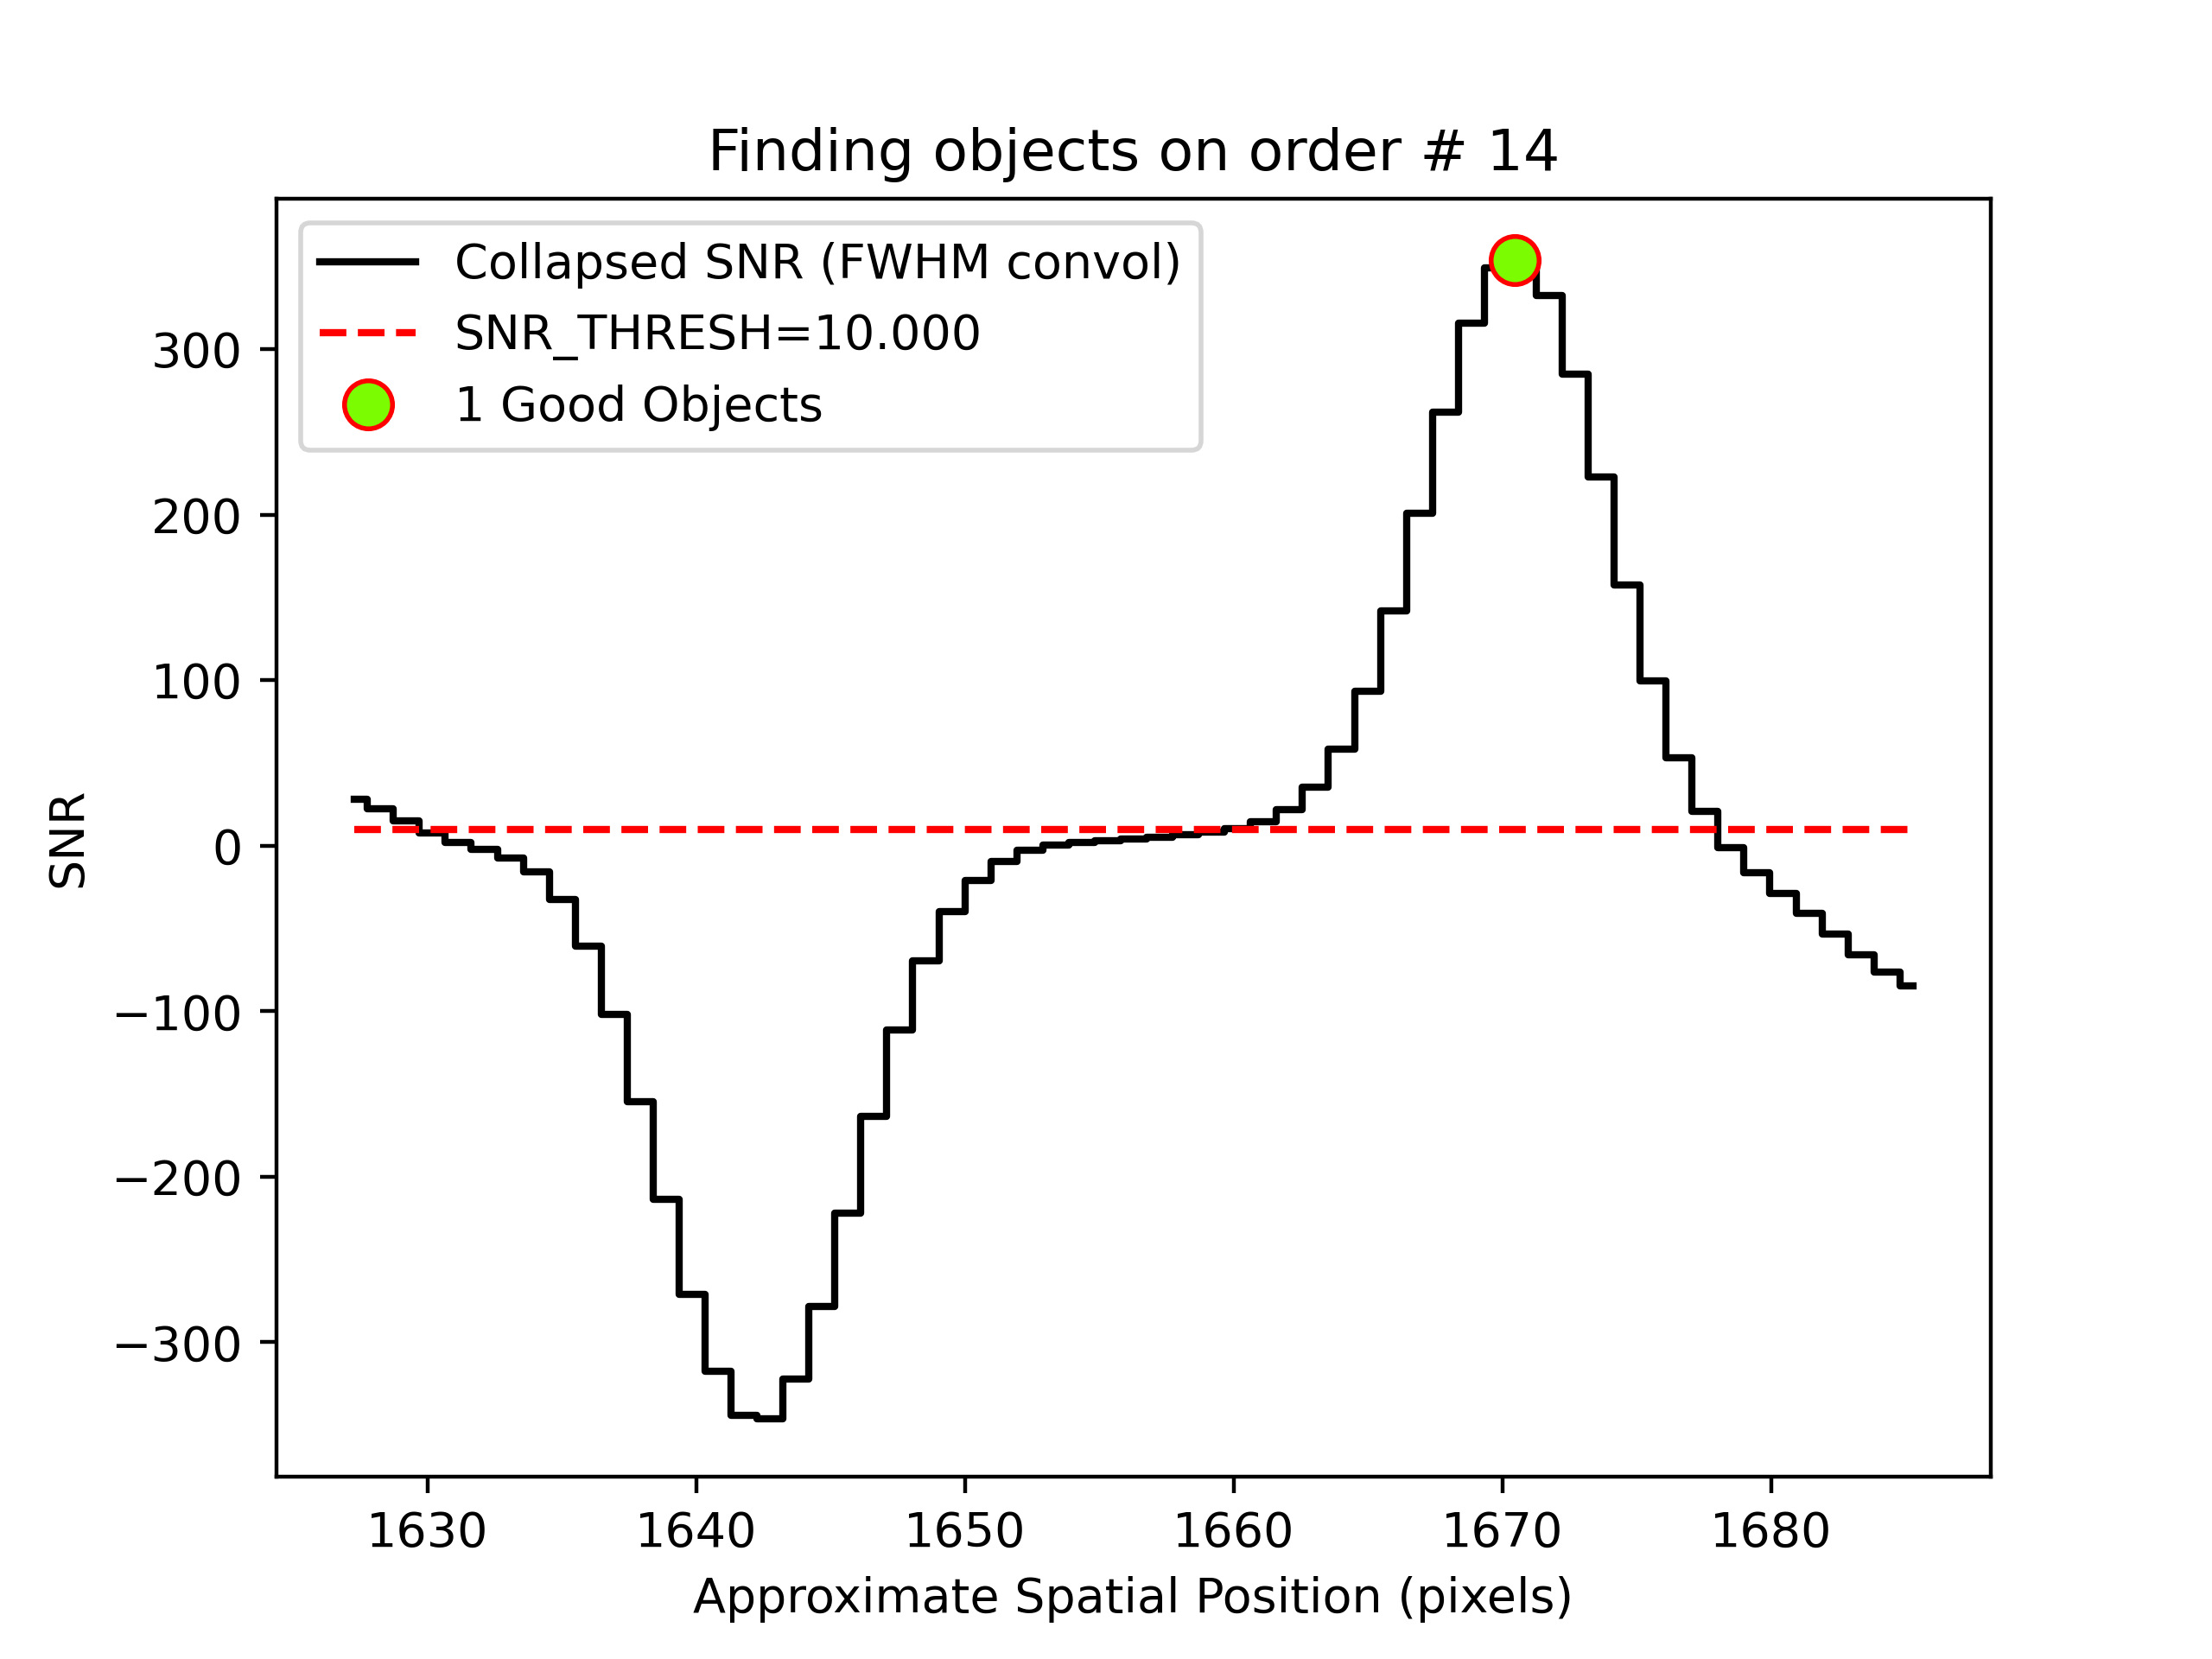 Finding objects on order # 14
Collapsed SNR (FWHM convol)
SNR_THRESH=10.000
1 Good Objects
300
200
100
0
−100
−200
−300
SNR
1630 1640 1650 1660 1670 1680
Approximate Spatial Position (pixels)